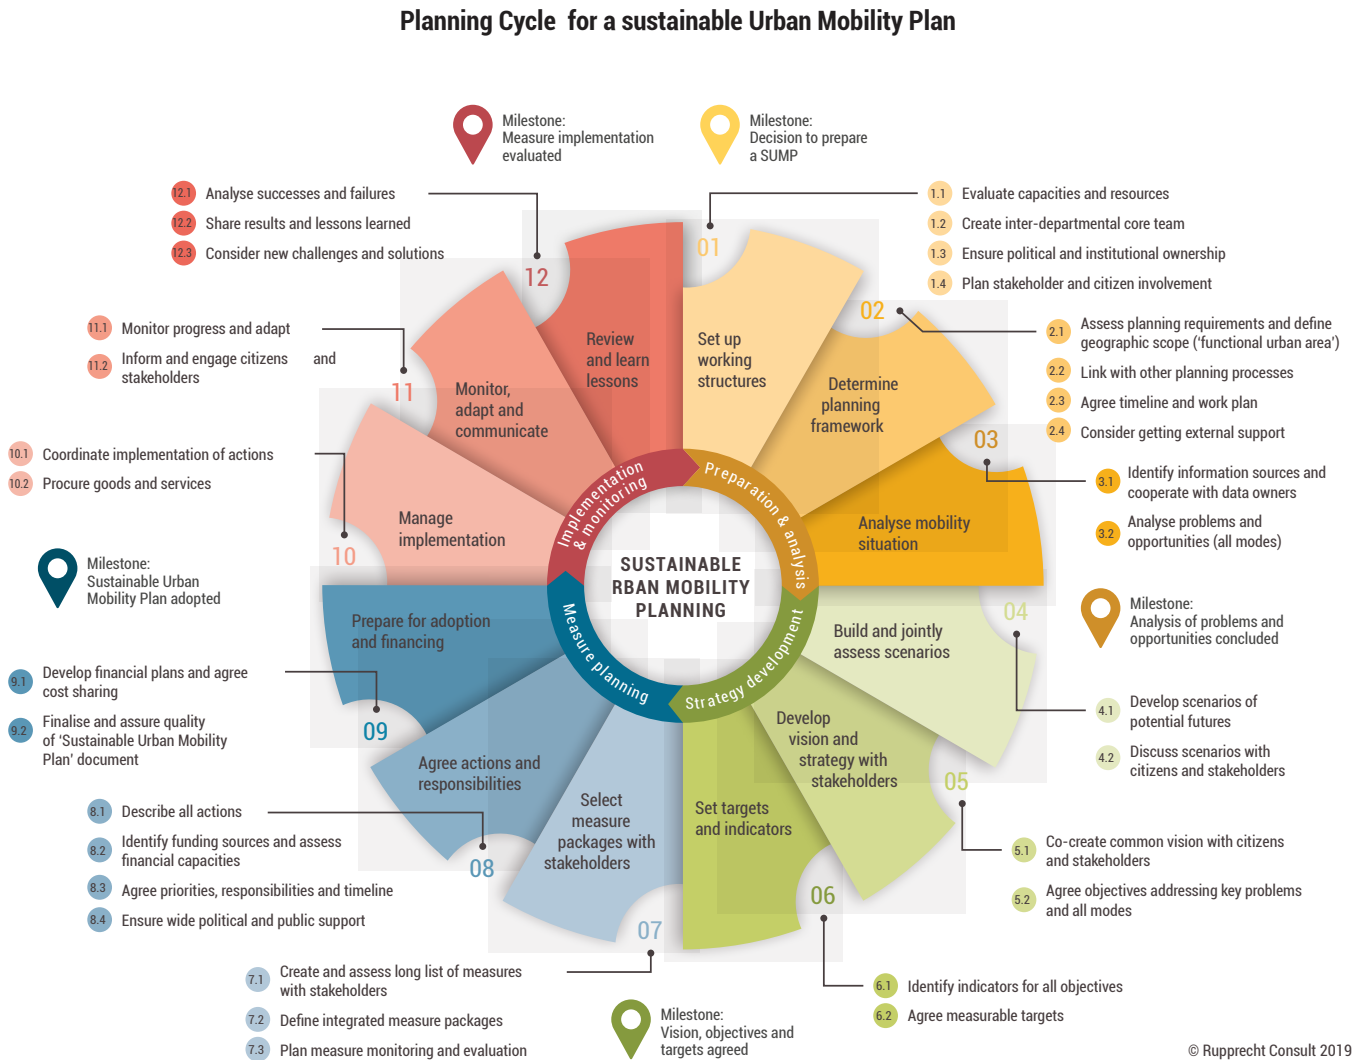 Planning Cycle for a sustainable Urban Mobility Plan
Milestone:
Measure implementation
evaluated
Milestone:
Decision to prepare
a SUMP
12.1 Analyse successes and failures
12.2 Share results and lessons learned
12.3 Consider new challenges and solutions
1.1 Evaluate capacities and resources
1.2 Create inter-departmental core team
1.3 Ensure political and institutional ownership
1.4 Plan stakeholder and citizen involvement
11.1 Monitor progress and adapt
11.2 Inform and engage citizens and
stakeholders
2.1 Assess planning requirements and define
geographic scope (‘functional urban area’)
2.2 Link with other planning processes
2.3 Agree timeline and work plan
2.4 Consider getting external support
10.1 Coordinate implementation of actions
10.2 Procure goods and services
3.1 Identify information sources and
cooperate with data owners
3.2 Analyse problems and
opportunities (all modes)
Milestone:
Sustainable Urban
Mobility Plan adopted
Milestone:
Analysis of problems and
opportunities concluded
01
Set up
working
structures
02
Determine
planning
framework
03
Analyse mobility
situation
04
Build and jointly
assess scenarios
05
Develop
vision and
strategy with
stakeholders
06
Set targets
and indicators
07
Select
measure
packages with
stakeholders
08
Agree actions and
responsibilities
09
Prepare for adoption
and financing
10
Manage
implementation
11
Monitor,
adapt and
communicate
12
Review
and learn
lessons
Preparation & analysis
Strategy development
Measure planning
Implementation
& monitoring
SUSTAINABLE
RBAN MOBILITY
PLANNING
9.1 Develop financial plans and agree
cost sharing
9.2 Finalise and assure quality
of ‘Sustainable Urban Mobility
Plan’ document
4.1 Develop scenarios of
potential futures
4.2 Discuss scenarios with
citizens and stakeholders
8.1 Describe all actions
8.2 Identify funding sources and assess
financial capacities
8.3 Agree priorities, responsibilities and timeline
8.4 Ensure wide political and public support
5.1 Co-create common vision with citizens
and stakeholders
5.2 Agree objectives addressing key problems
and all modes
7.1 Create and assess long list of measures
with stakeholders
7.2 Define integrated measure packages
7.3 Plan measure monitoring and evaluation
Milestone:
Vision, objectives and
targets agreed
6.1 Identify indicators for all objectives
6.2 Agree measurable targets
© Rupprecht Consult 2019